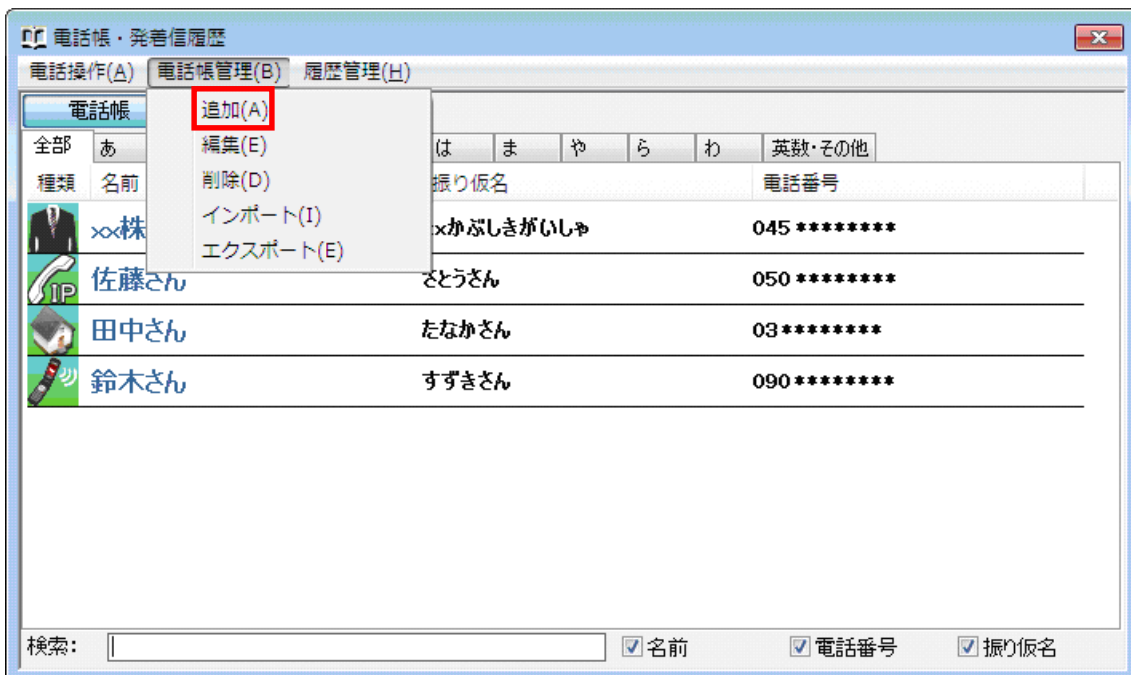 電話帳・発着信履歴
電話操作(A) 電話帳管理(B) 履歴管理(H)
電話帳
追加(A)
編集(E)
削除(D)
インポート(I)
エクスポート(E)
全部 あ は ま や ら わ 英数・その他
種類 名前 振り仮名 電話番号
xx株 xかぶしきがいしゃ 045********
IP 佐藤さん さとうさん 050********
田中さん たなかさん 03********
鈴木さん すずきさん 090********
検索: 名前 電話番号 振り仮名